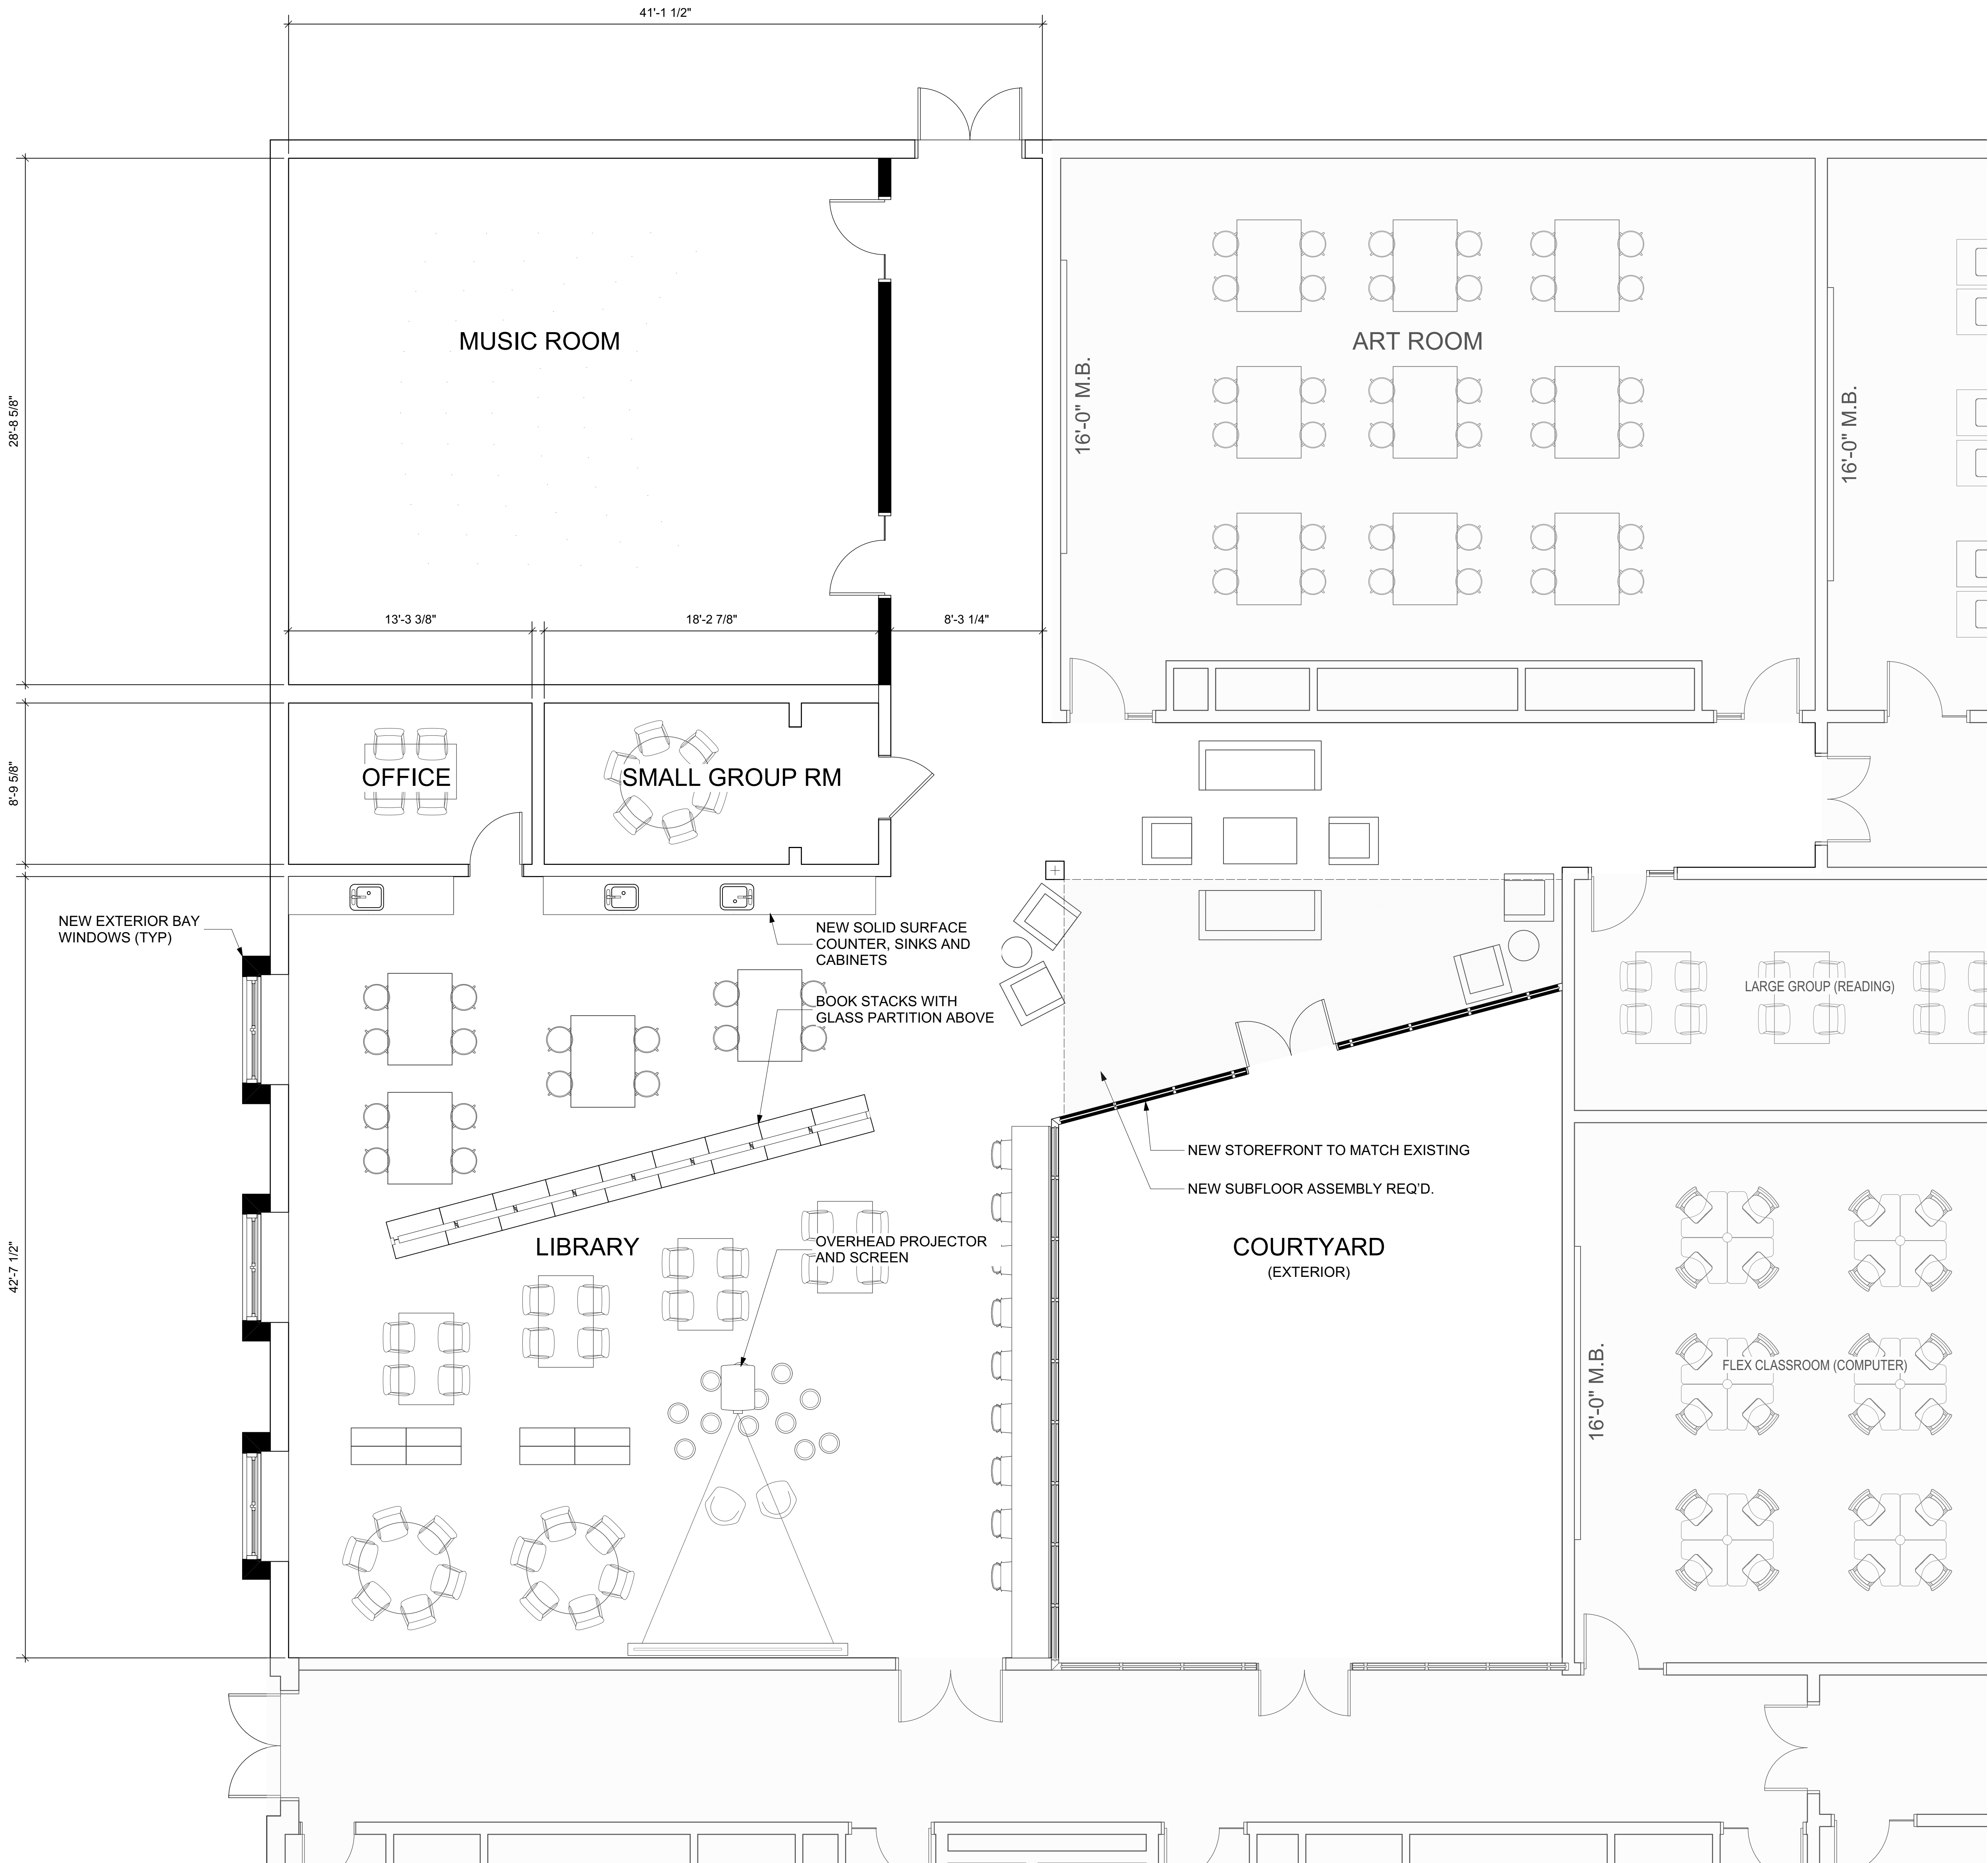 41'-1 1/2"
MUSIC ROOM
ART ROOM
16'-0" M.B.
16'-0" M.B.
28'-8 5/8"
13'-3 3/8"
18'-2 7/8"
8'-3 1/4"
OFFICE
SMALL GROUP RM
8'-9 5/8"
NEW EXTERIOR BAY
WINDOWS (TYP)
NEW SOLID SURFACE
COUNTER, SINKS AND
CABINETS
BOOK STACKS WITH
GLASS PARTITION ABOVE
LARGE GROUP (READING)
NEW STOREFRONT TO MATCH EXISTING
NEW SUBFLOOR ASSEMBLY REQ'D.
LIBRARY
OVERHEAD PROJECTOR
AND SCREEN
COURTYARD
(EXTERIOR)
42'-7 1/2"
16'-0" M.B.
FLEX CLASSROOM (COMPUTER)